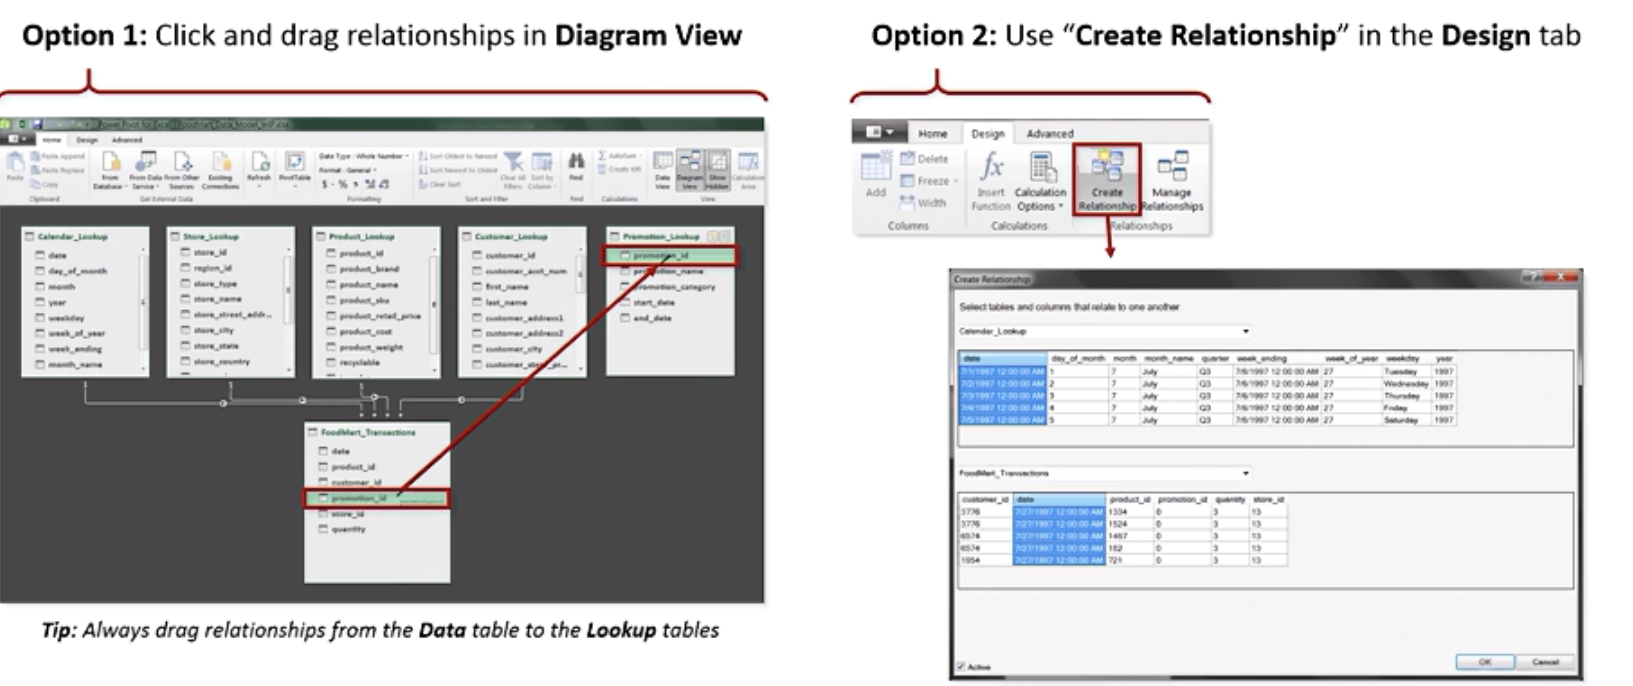 Option 1: Click and drag relationships in Diagram View
Home Design Advanced
Paste
Paste Append
Paste Replace
Copy
Clipboard
From Database
From Data Service
From Other Sources
Existing Connections
Get External Data
Refresh
PivotTable
Data Type : Whole Number
Format : General
$ - % ,
Formatting
Sort Oldest to Newest
Sort Newest to Oldest
Clear Sort
Clear All Filters
Sort by Column
Sort and Filter
Find
Find
AutoSum
Create KPI
Calculations
Data View
Diagram View
Show Hidden
Calculation Area
View
Calendar_Lookup
date
day_of_month
month
year
weekday
week_of_year
week_ending
month_name
Store_Lookup
store_id
region_id
store_type
store_name
store_street_addr...
store_city
store_state
store_country
Product_Lookup
product_id
product_brand
product_name
product_sku
product_retail_price
product_cost
product_weight
recyclable
Customer_Lookup
customer_id
customer_acct_num
first_name
last_name
customer_address1
customer_address2
customer_city
customer_state_pr...
Promotion_Lookup
promotion_id
promotion_name
promotion_category
start_date
end_date
FoodMart_Transactions
date
product_id
customer_id
promotion_id
store_id
quantity
Tip: Always drag relationships from the Data table to the Lookup tables
Option 2: Use “Create Relationship” in the Design tab
Home Design Advanced
Add
Delete
Freeze
Width
Columns
fx
Insert Function
Calculation Options
Calculations
Create Relationship
Manage Relationships
Relationships
Create Relationship
Select tables and columns that relate to one another
Calendar_Lookup
date day_of_month month month_name quarter week_ending week_of_year weekday year
7/1/1997 12:00:00 AM 1 7 July Q3 7/6/1997 12:00:00 AM 27 Tuesday 1997
7/2/1997 12:00:00 AM 2 7 July Q3 7/6/1997 12:00:00 AM 27 Wednesday 1997
7/3/1997 12:00:00 AM 3 7 July Q3 7/6/1997 12:00:00 AM 27 Thursday 1997
7/4/1997 12:00:00 AM 4 7 July Q3 7/6/1997 12:00:00 AM 27 Friday 1997
7/5/1997 12:00:00 AM 5 7 July Q3 7/6/1997 12:00:00 AM 27 Saturday 1997
FoodMart_Transactions
customer_id date product_id promotion_id quantity store_id
3776 7/27/1997 12:00:00 AM 1334 0 3 13
3776 7/27/1997 12:00:00 AM 1524 0 3 13
6574 7/27/1997 12:00:00 AM 1467 0 3 13
6574 7/27/1997 12:00:00 AM 182 0 3 13
1954 7/27/1997 12:00:00 AM 721 0 3 13
Active
OK Cancel